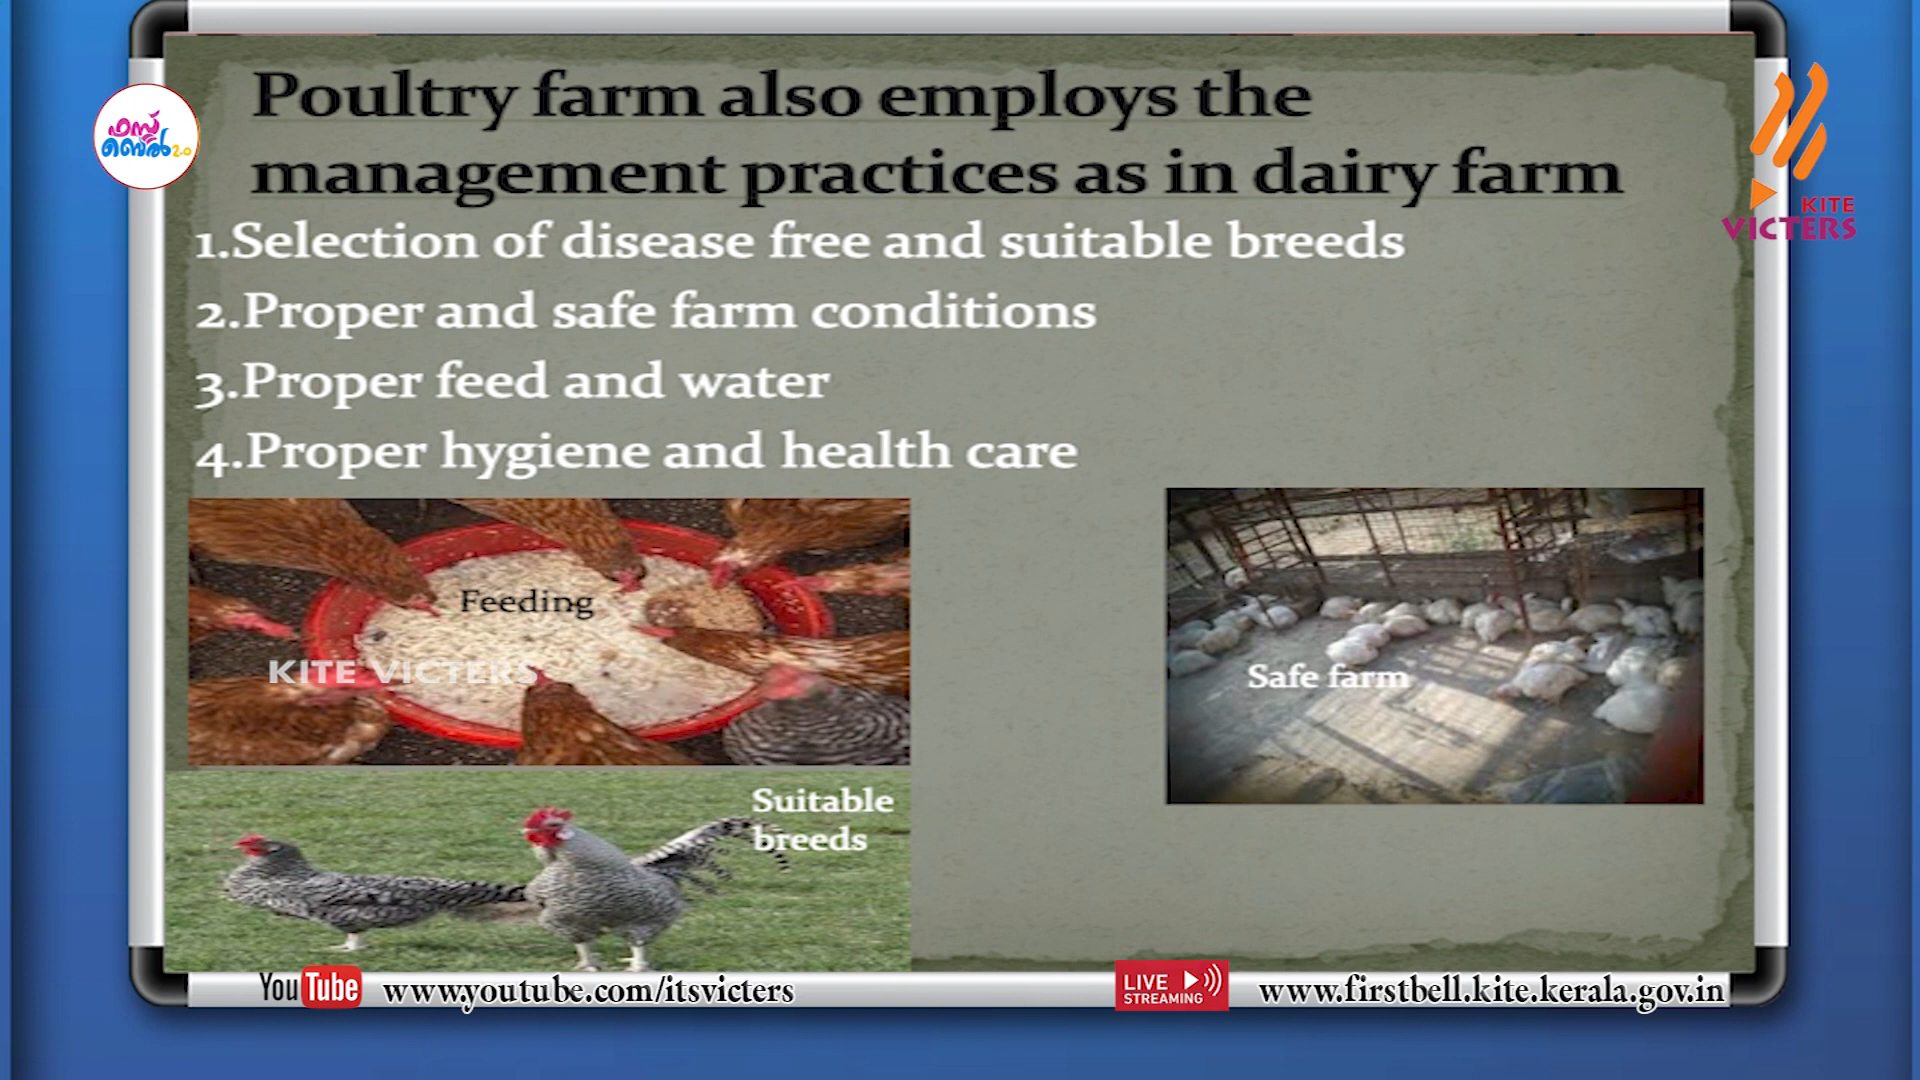 Poultry farm also employs the
management practices as in dairy farm
1.Selection of disease free and suitable breeds
2.Proper and safe farm conditions
3.Proper feed and water
4.Proper hygiene and health care
ഫസ്റ്റ്
ബെൽ 2.0
KITE
VICTERS
Feeding
KITE VICTERS
Safe farm
Suitable
breeds
YouTube www.youtube.com/itsvicters
LIVE
STREAMING
www.firstbell.kite.kerala.gov.in